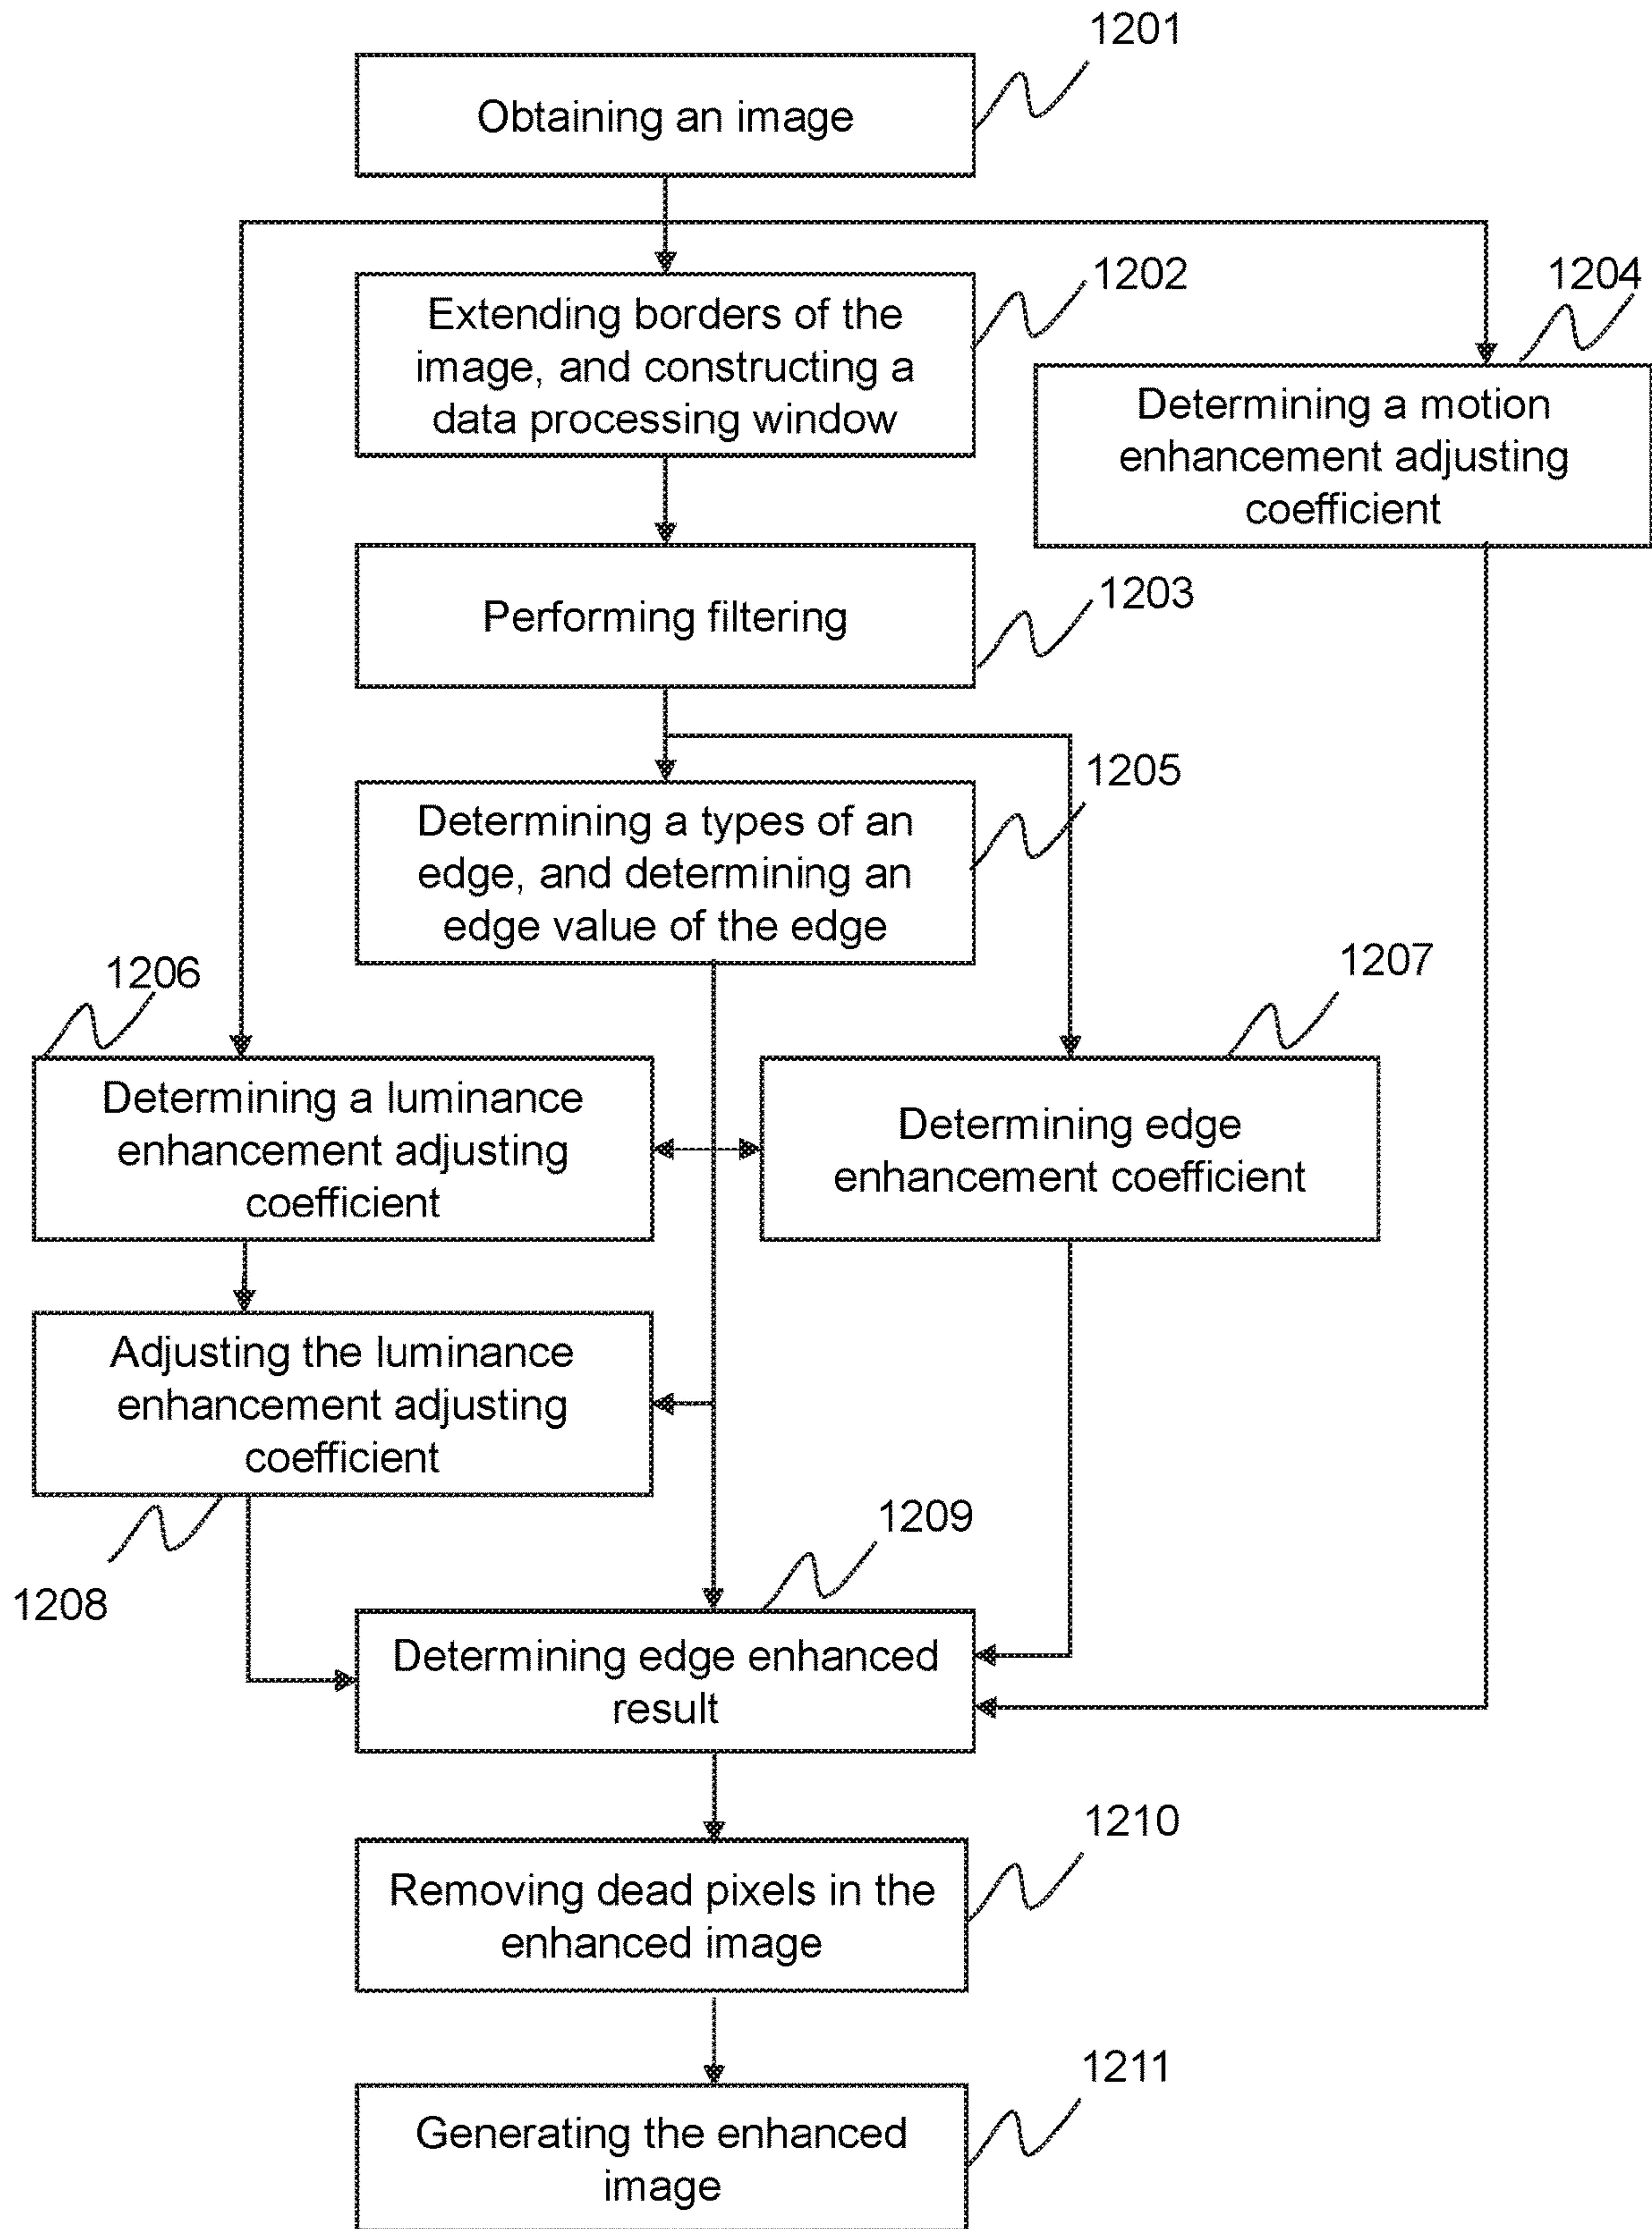 1201
Obtaining an image
1202
1204
Extending borders of the
image, and constructing a
data processing window
Determining a motion
enhancement adjusting
coefficient
1203
Performing filtering
1205
Determining a types of an
edge, and determining an
edge value of the edge
1206
1207
Determining a luminance
enhancement adjusting
coefficient
Determining edge
enhancement coefficient
Adjusting the luminance
enhancement adjusting
coefficient
1208
1209
Determining edge enhanced
result
1210
Removing dead pixels in the
enhanced image
1211
Generating the enhanced
image